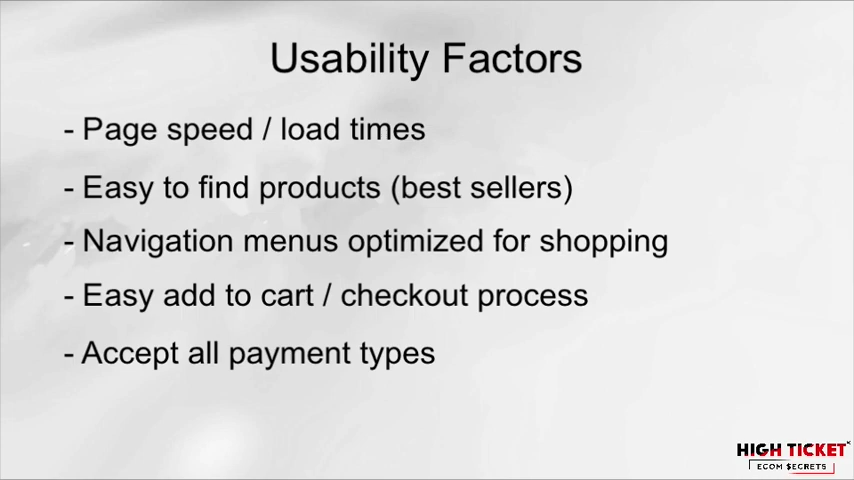 Usability Factors
- Page speed / load times
- Easy to find products (best sellers)
- Navigation menus optimized for shopping
- Easy add to cart / checkout process
- Accept all payment types
HIGH TICKET
ECOM $ECRETS